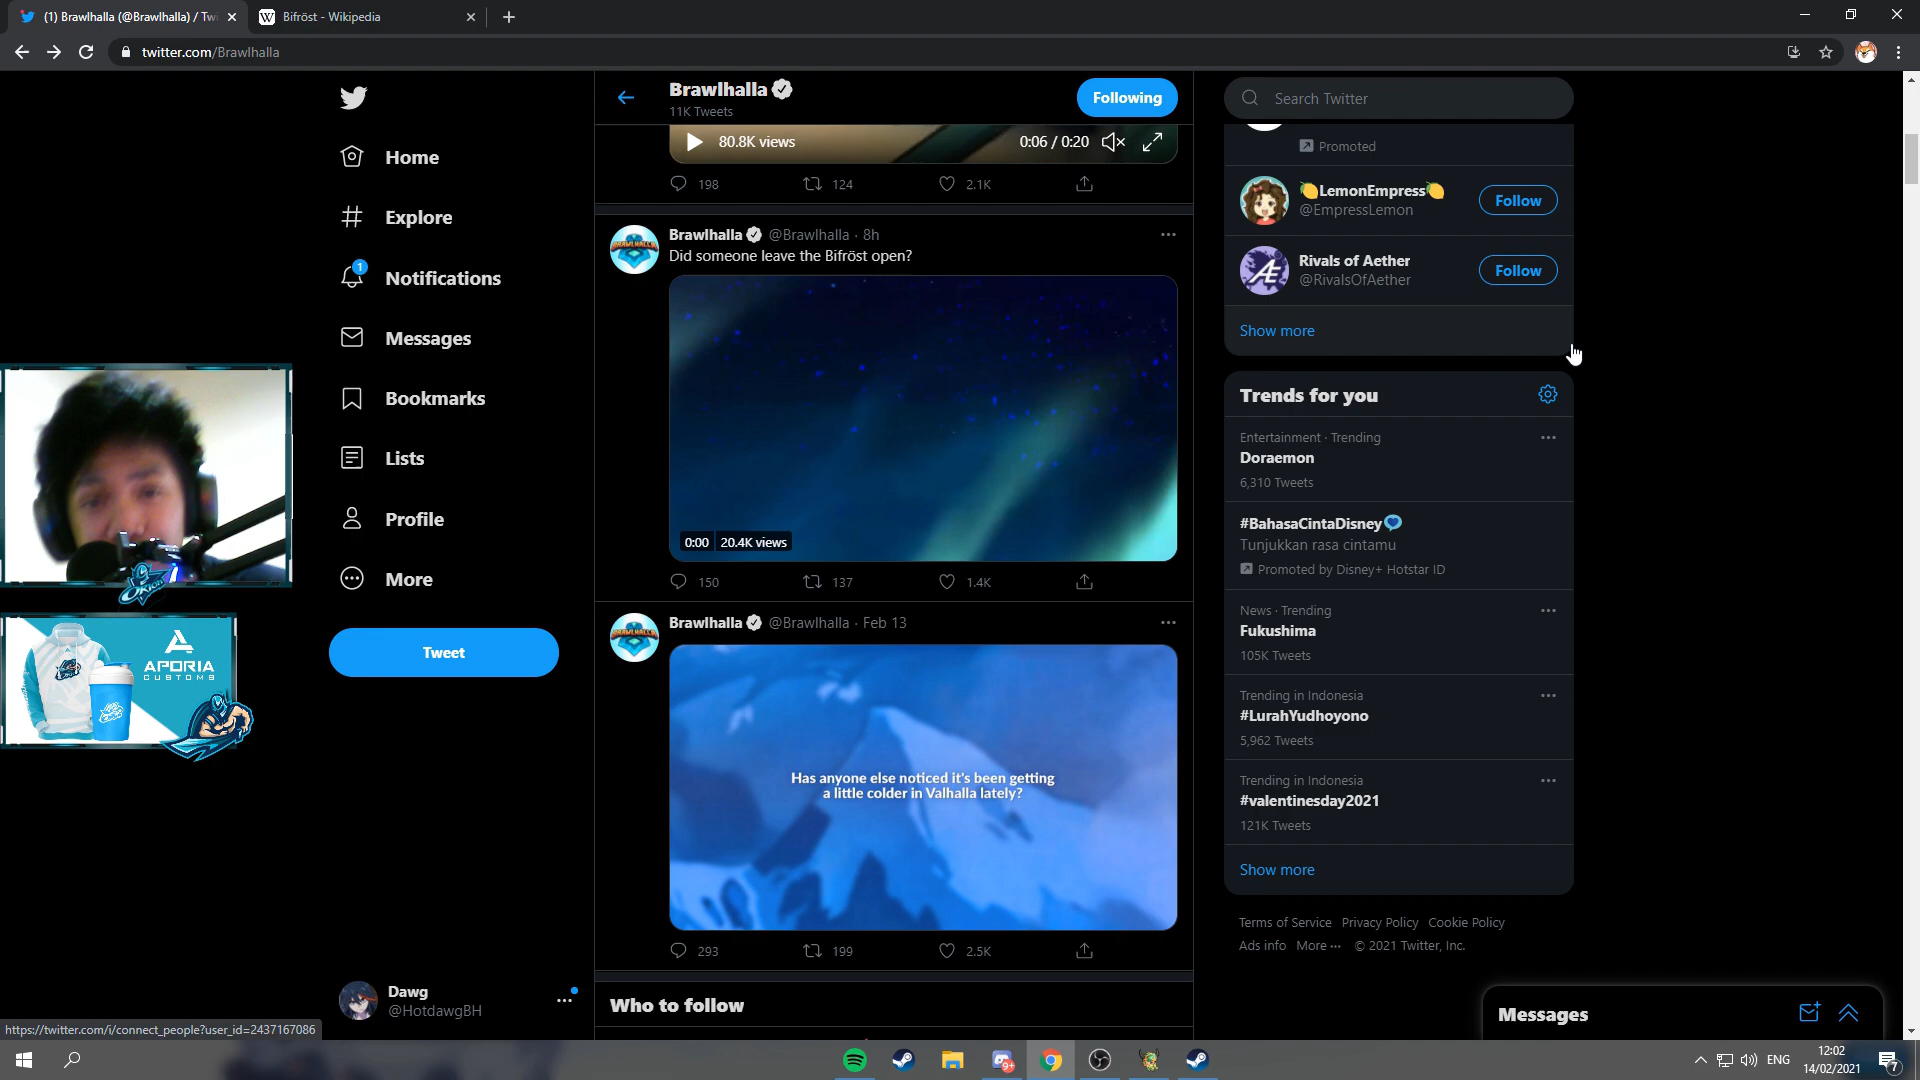 (1) Brawlhalla (@Brawlhalla) / Tw
Bifröst - Wikipedia
twitter.com/Brawlhalla
Brawlhalla
11K Tweets
Following
Search Twitter
Home
Explore
1
Notifications
Messages
Bookmarks
Lists
Profile
More
Tweet
80.8K views
0:06 / 0:20
198
124
2.1K
Brawlhalla @Brawlhalla · 8h
Did someone leave the Bifröst open?
0:00 20.4K views
150
137
1.4K
Brawlhalla @Brawlhalla · Feb 13
Has anyone else noticed it's been getting
a little colder in Valhalla lately?
293
199
2.5K
Who to follow
Promoted
LemonEmpress
@EmpressLemon
Follow
Rivals of Aether
@RivalsOfAether
Follow
Show more
Trends for you
Entertainment · Trending
Doraemon
6,310 Tweets
#BahasaCintaDisney
Tunjukkan rasa cintamu
Promoted by Disney+ Hotstar ID
News · Trending
Fukushima
105K Tweets
Trending in Indonesia
#LurahYudhoyono
5,962 Tweets
Trending in Indonesia
#valentinesday2021
121K Tweets
Show more
Terms of Service Privacy Policy Cookie Policy
Ads info More ··· © 2021 Twitter, Inc.
Messages
ORION
APORIA
CUSTOMS
Dawg
@HotdawgBH
https://twitter.com/i/connect_people?user_id=2437167086
9+
ENG
12:02
14/02/2021
7